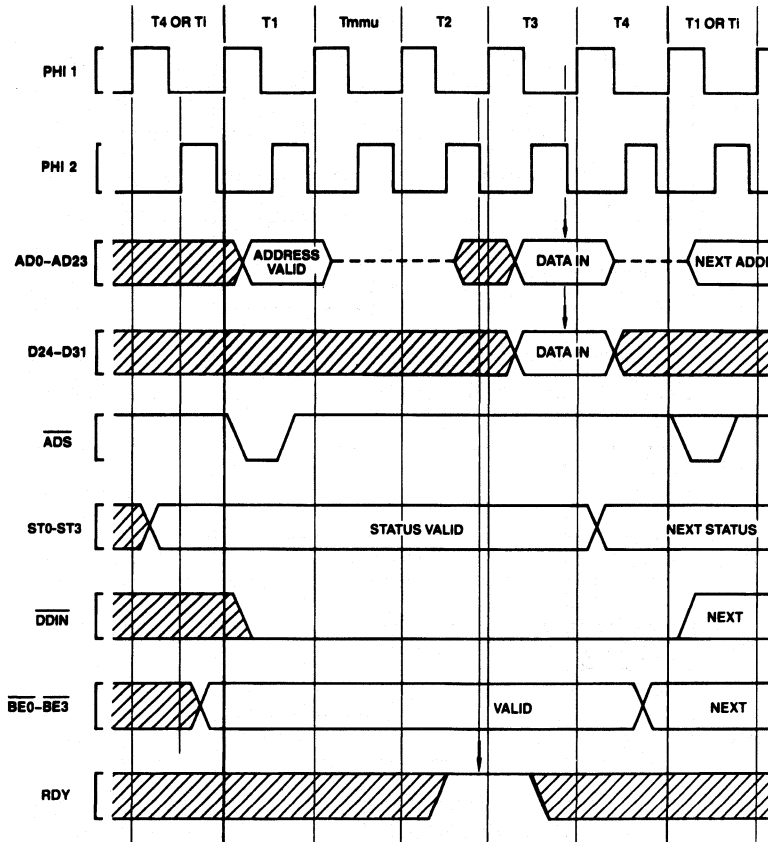 T4 OR Ti T1 Tmmu T2 T3 T4 T1 OR Ti
PHI 1
PHI 2
AD0–AD23 ADDRESS VALID DATA IN NEXT ADDR
D24–D31 DATA IN
ADS
ST0-ST3 STATUS VALID NEXT STATUS
DDIN NEXT
BE0–BE3 VALID NEXT
RDY